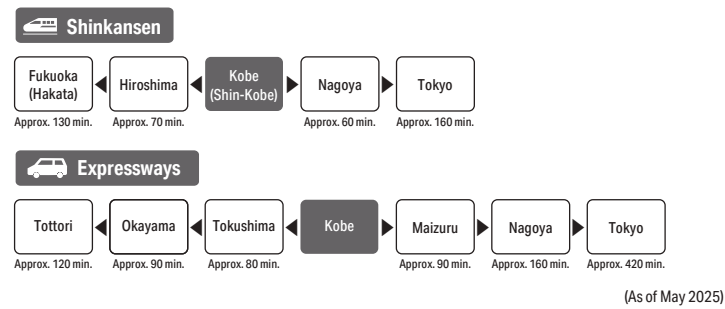 Shinkansen
Fukuoka
(Hakata)
Hiroshima
Kobe
(Shin-Kobe)
Nagoya
Tokyo
Approx. 130 min.
Approx. 70 min.
Approx. 60 min.
Approx. 160 min.
Expressways
Tottori
Okayama
Tokushima
Kobe
Maizuru
Nagoya
Tokyo
Approx. 120 min.
Approx. 90 min.
Approx. 80 min.
Approx. 90 min.
Approx. 160 min.
Approx. 420 min.
(As of May 2025)